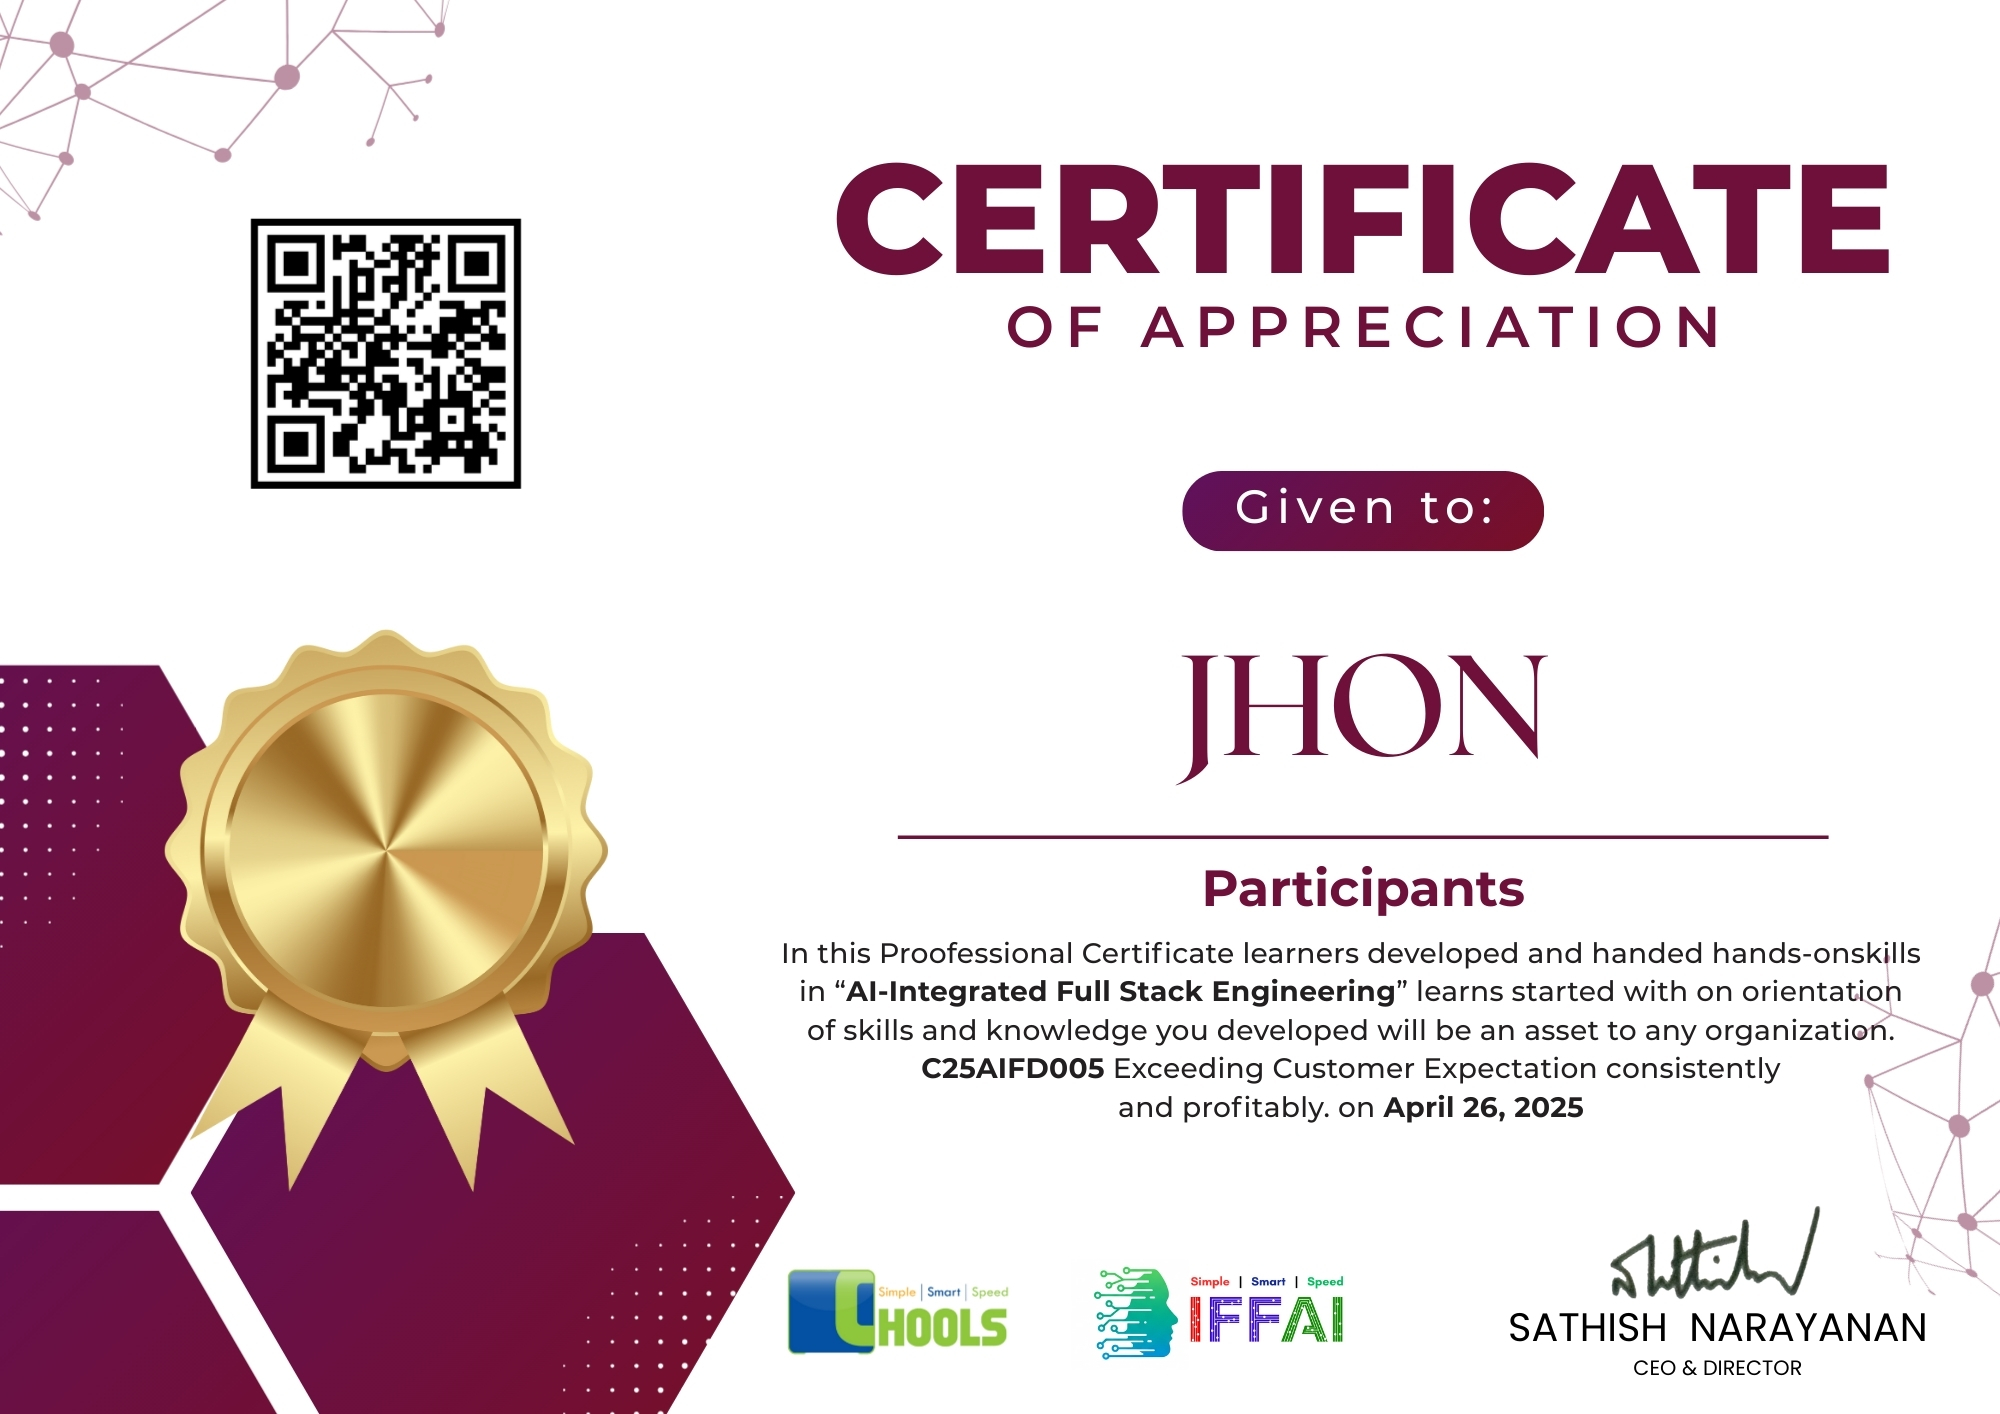 CERTIFICATE
OF APPRECIATION
Given to:
JHON
Participants
In this Proofessional Certificate learners developed and handed hands-onskills
in “AI-Integrated Full Stack Engineering” learns started with on orientation
of skills and knowledge you developed will be an asset to any organization.
C25AIFD005 Exceeding Customer Expectation consistently
and profitably. on April 26, 2025
Simple | Smart | Speed
CHOOLS
Simple | Smart | Speed
IFFAI
SATHISH NARAYANAN
CEO & DIRECTOR